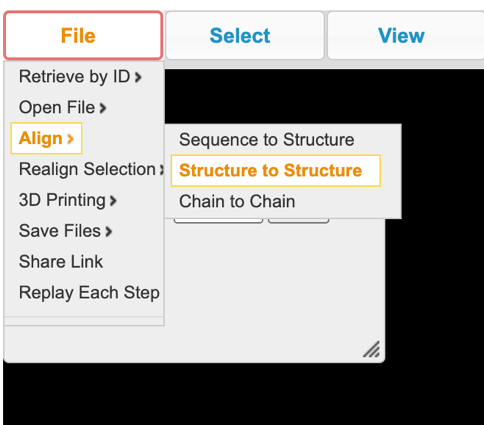 File Select View
Retrieve by ID
Open File
Align
Sequence to Structure
Realign Selection
Structure to Structure
3D Printing
Chain to Chain
Save Files
Share Link
Replay Each Step